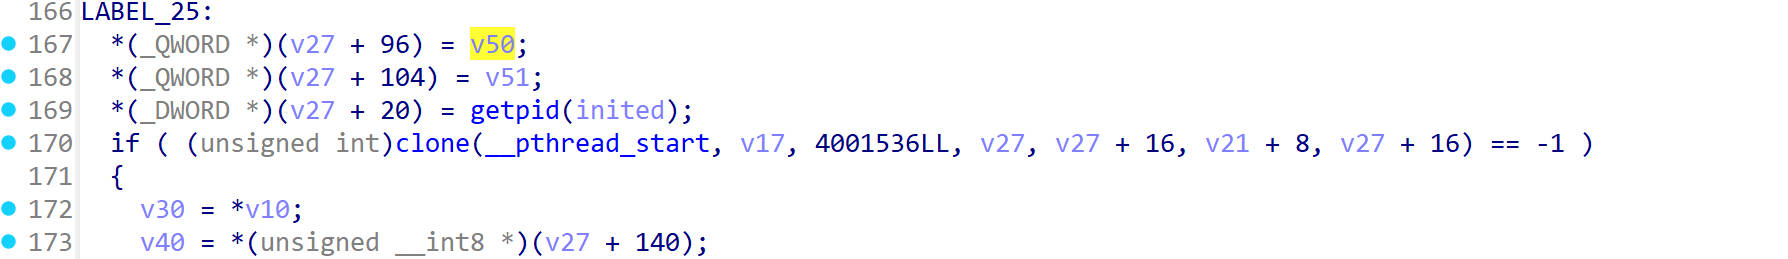 166 LABEL_25:
167 *(_QWORD *)(v27 + 96) = v50;
168 *(_QWORD *)(v27 + 104) = v51;
169 *(_DWORD *)(v27 + 20) = getpid(inited);
170 if ( (unsigned int)clone(__pthread_start, v17, 4001536LL, v27, v27 + 16, v21 + 8, v27 + 16) == -1 )
171 {
172 v30 = *v10;
173 v40 = *(unsigned __int8 *)(v27 + 140);